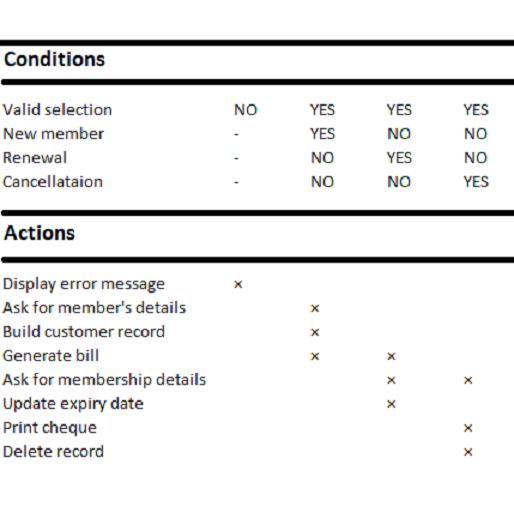 Conditions
Valid selection NO YES YES YES
New member - YES NO NO
Renewal - NO YES NO
Cancellataion - NO NO YES
Actions
Display error message ×
Ask for member's details ×
Build customer record ×
Generate bill × ×
Ask for membership details × ×
Update expiry date ×
Print cheque ×
Delete record ×